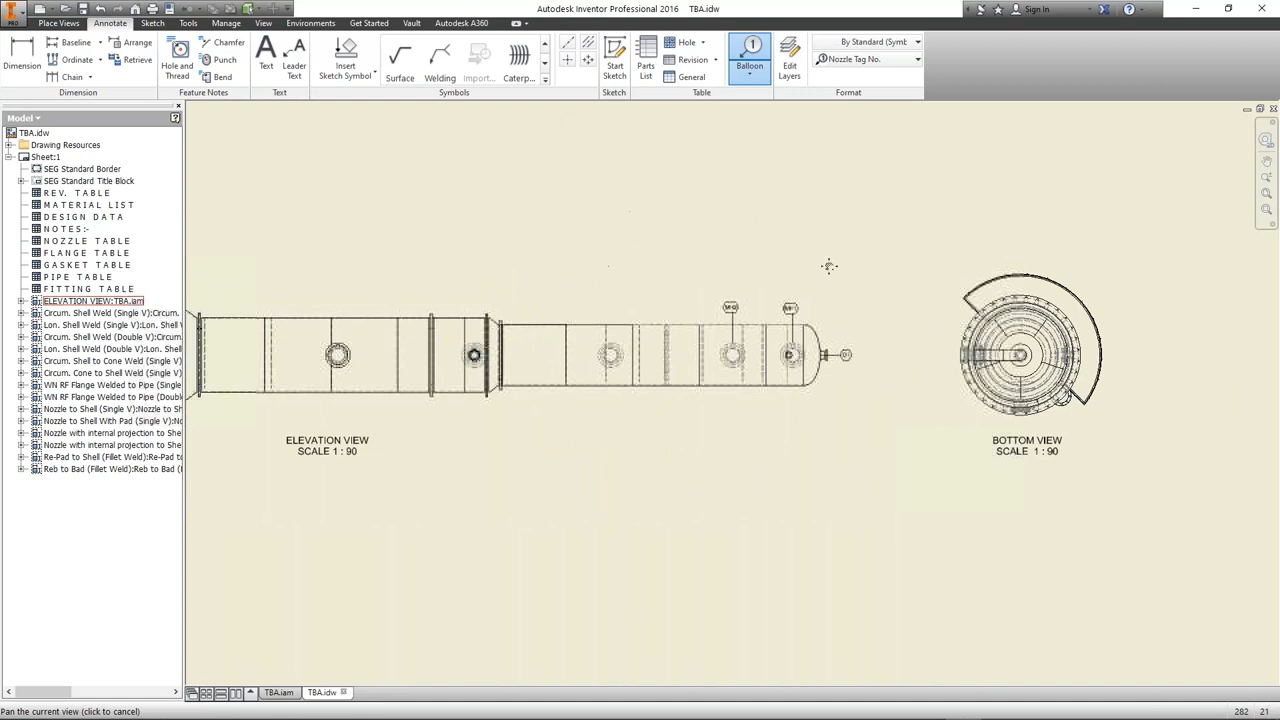 Autodesk Inventor Professional 2016 TBA.idw
Sign In
PRO
Place Views Annotate Sketch Tools Manage View Environments Get Started Vault Autodesk A360
Baseline Arrange
Ordinate Retrieve
Chain
Dimension
Dimension
Hole and
Thread
Chamfer
Punch
Bend
Feature Notes
Text
Leader
Text
Text
Insert
Sketch Symbol
Surface Welding Import... Caterp...
Symbols
Start
Sketch
Sketch
Parts
List
Hole
Revision
General
Balloon
Table
Edit
Layers
By Standard (Symb
Nozzle Tag No.
Format
Model
TBA.idw
Drawing Resources
Sheet:1
SEG Standard Border
SEG Standard Title Block
REV. TABLE
MATERIAL LIST
DESIGN DATA
NOTES:-
NOZZLE TABLE
FLANGE TABLE
GASKET TABLE
PIPE TABLE
FITTING TABLE
ELEVATION VIEW:TBA.iam
Circum. Shell Weld (Single V):Circum.
Lon. Shell Weld (Single V):Lon. Shell
Circum. Shell Weld (Double V):Circum.
Lon. Shell Weld (Double V):Lon. Shell
Circum. Shell to Cone Weld (Single V)
Circum. Cone to Shell Weld (Single V)
WN RF Flange Welded to Pipe (Single
WN RF Flange Welded to Pipe (Double
Nozzle to Shell (Single V):Nozzle to Sh
Nozzle to Shell With Pad (Single V):No
Nozzle with internal projection to She
Nozzle with internal projection to She
Re-Pad to Shell (Fillet Weld):Re-Pad to
Reb to Bad (Fillet Weld):Reb to Bad (
ELEVATION VIEW
SCALE 1 : 90
BOTTOM VIEW
SCALE 1 : 90
TBA.iam TBA.idw
Pan the current view (click to cancel)
282 21